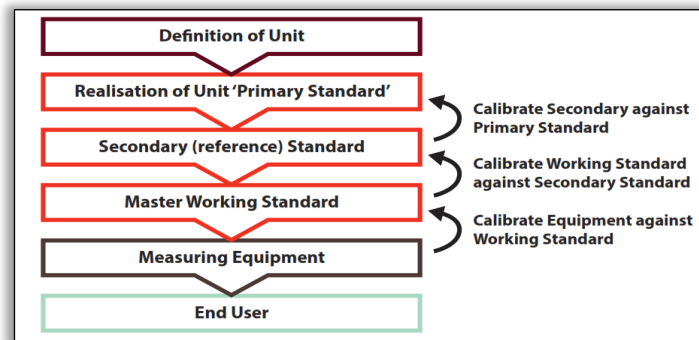 Definition of Unit
Realisation of Unit ‘Primary Standard’
Secondary (reference) Standard
Master Working Standard
Measuring Equipment
End User
Calibrate Secondary against
Primary Standard
Calibrate Working Standard
against Secondary Standard
Calibrate Equipment against
Working Standard